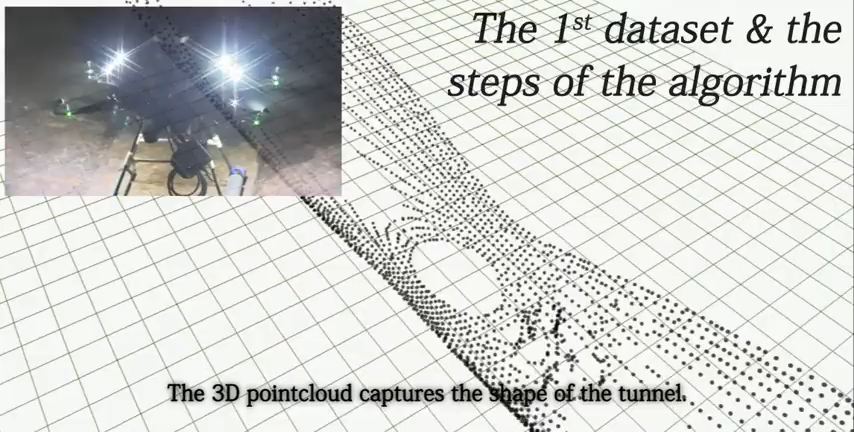 The 1st dataset & the
steps of the algorithm
The 3D pointcloud captures the shape of the tunnel.